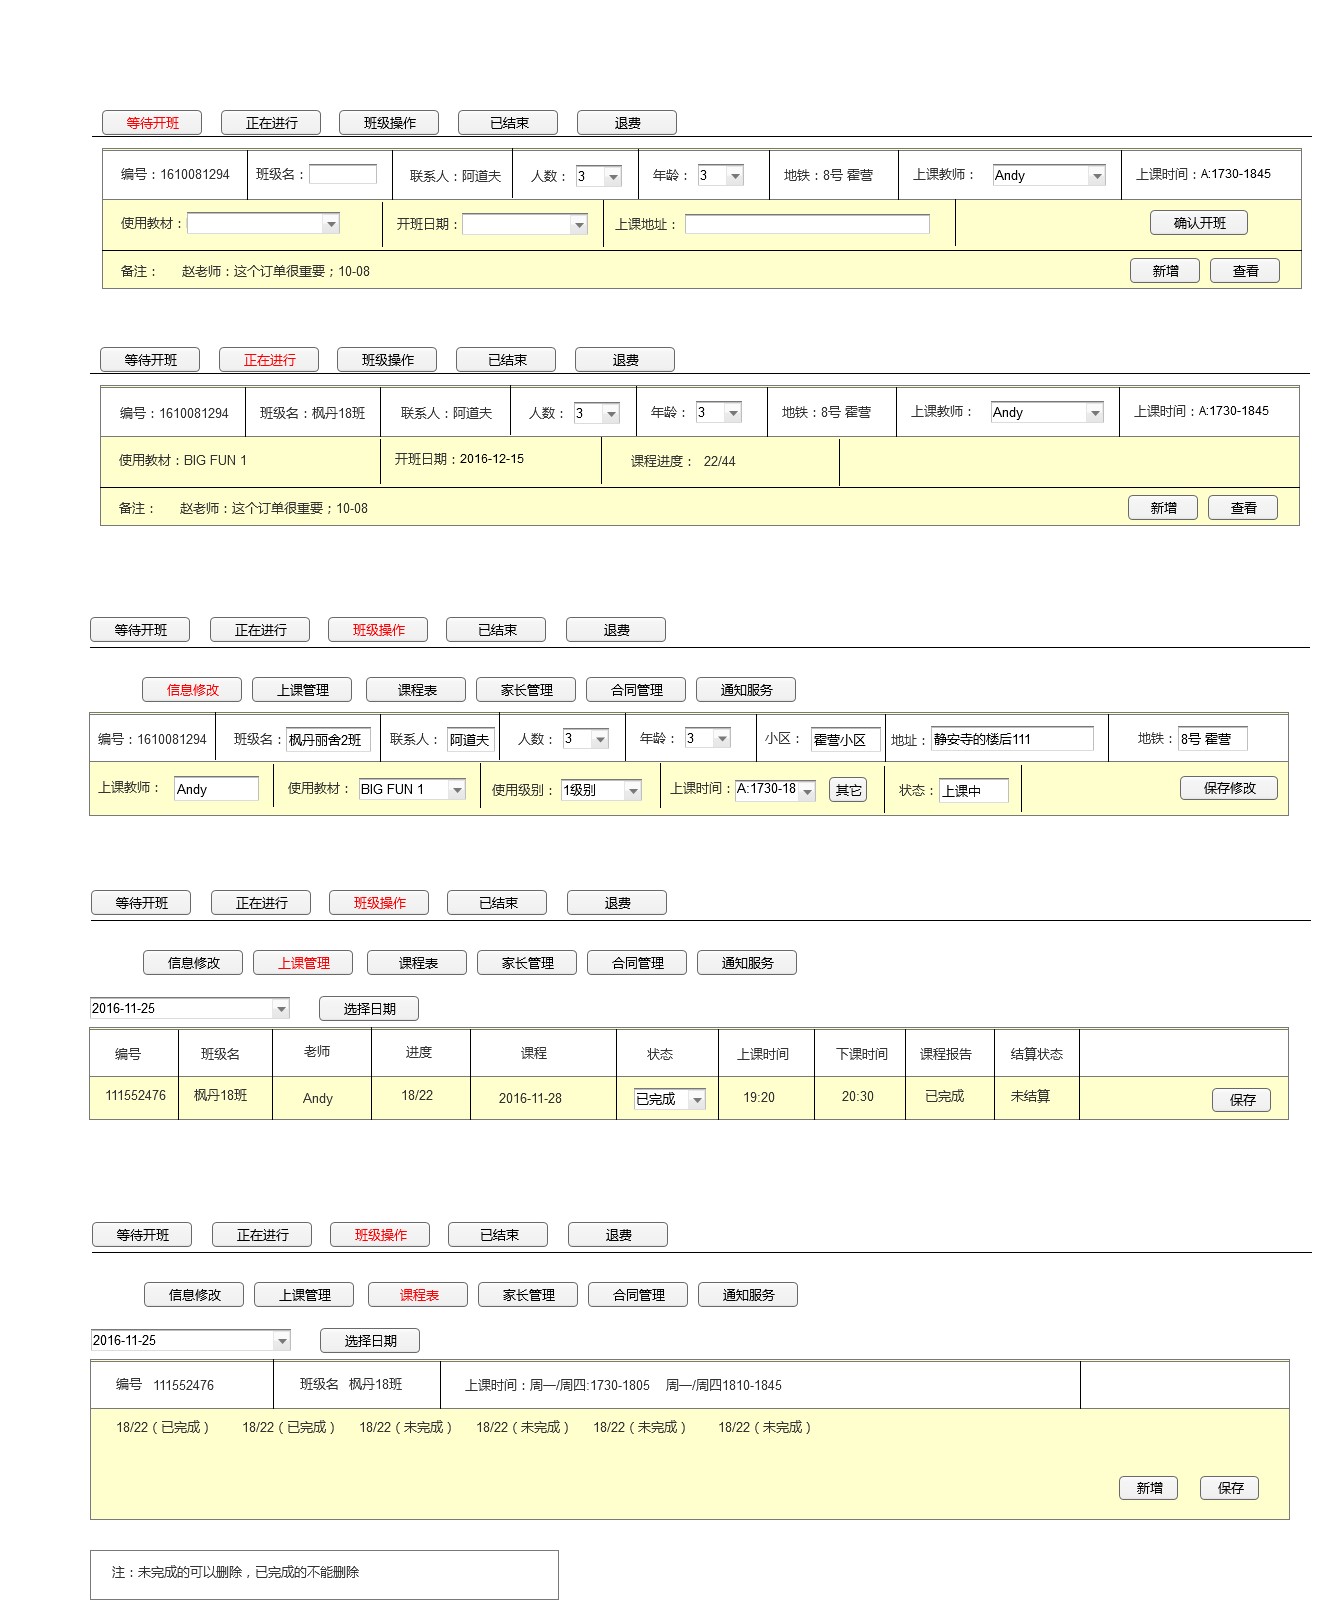 等待开班 正在进行 班级操作 已结束 退费
编号：1610081294 班级名： 联系人：阿道夫 人数： 3 年龄： 3 地铁：8号 霍营 上课教师： Andy 上课时间：A:1730-1845
使用教材： 开班日期： 上课地址： 确认开班
备注： 赵老师：这个订单很重要；10-08 新增 查看
等待开班 正在进行 班级操作 已结束 退费
编号：1610081294 班级名：枫丹18班 联系人：阿道夫 人数： 3 年龄： 3 地铁：8号 霍营 上课教师： Andy 上课时间：A:1730-1845
使用教材：BIG FUN 1 开班日期：2016-12-15 课程进度： 22/44
备注： 赵老师：这个订单很重要；10-08 新增 查看
等待开班 正在进行 班级操作 已结束 退费
信息修改 上课管理 课程表 家长管理 合同管理 通知服务
编号：1610081294 班级名：枫丹丽舍2班 联系人： 阿道夫 人数： 3 年龄： 3 小区： 霍营小区 地址：静安寺的楼后111 地铁：8号 霍营
上课教师： Andy 使用教材： BIG FUN 1 使用级别： 1级别 上课时间：A:1730-18 其它 状态：上课中 保存修改
等待开班 正在进行 班级操作 已结束 退费
信息修改 上课管理 课程表 家长管理 合同管理 通知服务
2016-11-25 选择日期
编号 班级名 老师 进度 课程 状态 上课时间 下课时间 课程报告 结算状态
111552476 枫丹18班 Andy 18/22 2016-11-28 已完成 19:20 20:30 已完成 未结算 保存
等待开班 正在进行 班级操作 已结束 退费
信息修改 上课管理 课程表 家长管理 合同管理 通知服务
2016-11-25 选择日期
编号 111552476 班级名 枫丹18班 上课时间：周一/周四:1730-1805 周一/周四1810-1845
18/22（已完成） 18/22（已完成） 18/22（未完成） 18/22（未完成） 18/22（未完成） 18/22（未完成）
新增 保存
注：未完成的可以删除，已完成的不能删除